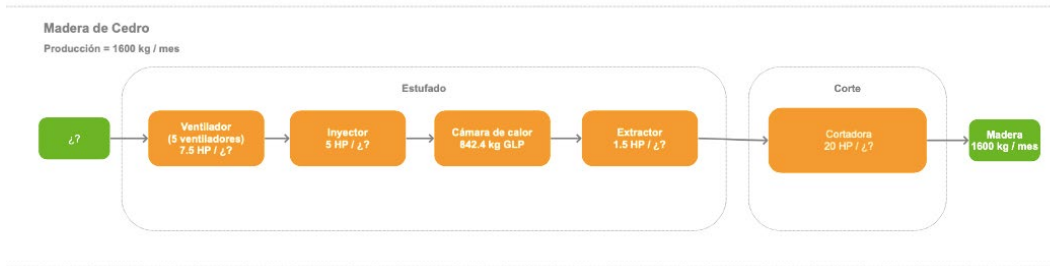 Madera de Cedro
Producción = 1600 kg / mes
Estufado
Corte
¿?
Ventilador
(5 ventiladores)
7.5 HP / ¿?
Inyector
5 HP / ¿?
Cámara de calor
842.4 kg GLP
Extractor
1.5 HP / ¿?
Cortadora
20 HP / ¿?
Madera
1600 kg / mes